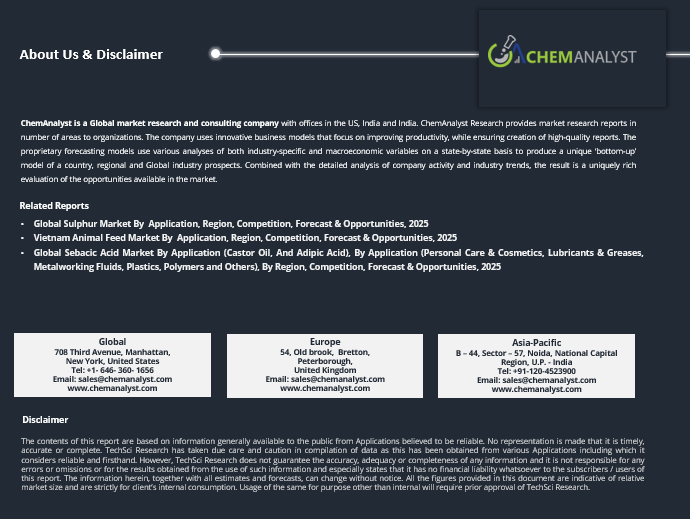 About Us & Disclaimer
CHEMANALYST
ChemAnalyst is a Global market research and consulting company with offices in the US, India and India. ChemAnalyst Research provides market research reports in
number of areas to organizations. The company uses innovative business models that focus on improving productivity, while ensuring creation of high-quality reports. The
proprietary forecasting models use various analyses of both industry-specific and macroeconomic variables on a state-by-state basis to produce a unique 'bottom-up'
model of a country, regional and Global industry prospects. Combined with the detailed analysis of company activity and industry trends, the result is a uniquely rich
evaluation of the opportunities available in the market.
Related Reports
• Global Sulphur Market By Application, Region, Competition, Forecast & Opportunities, 2025
• Vietnam Animal Feed Market By Application, Region, Competition, Forecast & Opportunities, 2025
• Global Sebacic Acid Market By Application (Castor Oil, And Adipic Acid), By Application (Personal Care & Cosmetics, Lubricants & Greases,
Metalworking Fluids, Plastics, Polymers and Others), By Region, Competition, Forecast & Opportunities, 2025
Global
708 Third Avenue, Manhattan,
New York, United States
Tel: +1- 646- 360- 1656
Email: sales@chemanalyst.com
www.chemanalyst.com
Europe
54, Old brook, Bretton,
Peterborough,
United Kingdom
Email: sales@chemanalyst.com
www.chemanalyst.com
Asia-Pacific
B – 44, Sector – 57, Noida, National Capital
Region, U.P. - India
Tel: +91-120-4523900
Email: sales@chemanalyst.com
www.chemanalyst.com
Disclaimer
The contents of this report are based on information generally available to the public from Applications believed to be reliable. No representation is made that it is timely,
accurate or complete. TechSci Research has taken due care and caution in compilation of data as this has been obtained from various Applications including which it
considers reliable and firsthand. However, TechSci Research does not guarantee the accuracy, adequacy or completeness of any information and it is not responsible for any
errors or omissions or for the results obtained from the use of such information and especially states that it has no financial liability whatsoever to the subscribers / users of
this report. The information herein, together with all estimates and forecasts, can change without notice. All the figures provided in this document are indicative of relative
market size and are strictly for client's internal consumption. Usage of the same for purpose other than internal will require prior approval of TechSci Research.